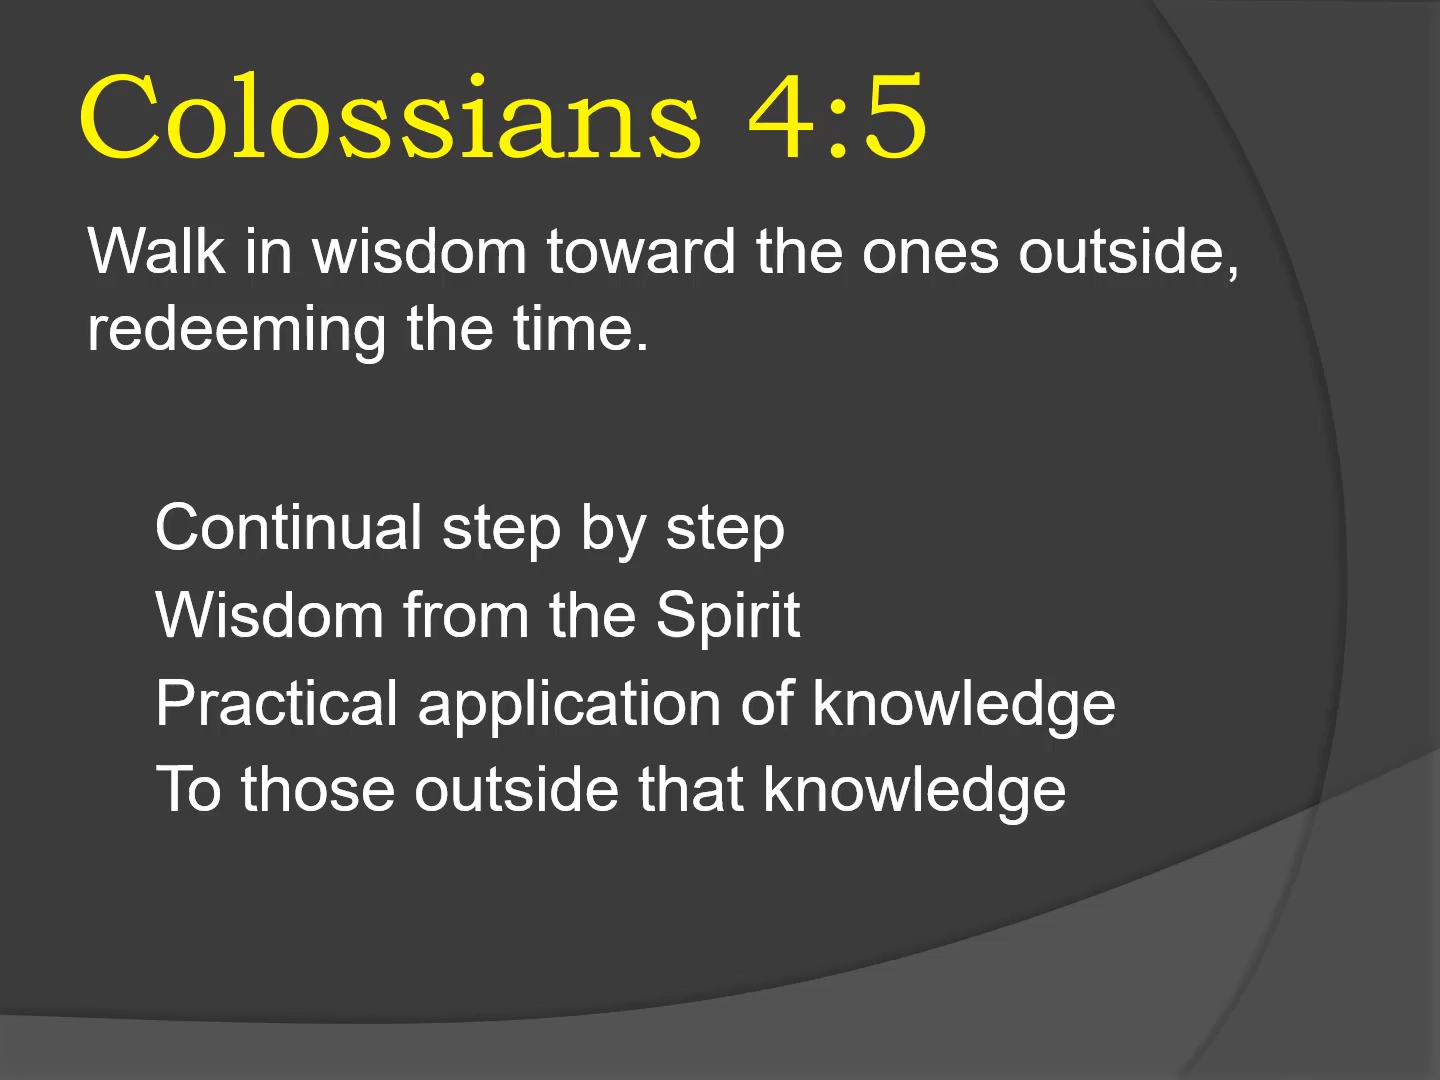 Colossians 4:5
Walk in wisdom toward the ones outside,
redeeming the time.
Continual step by step
Wisdom from the Spirit
Practical application of knowledge
To those outside that knowledge